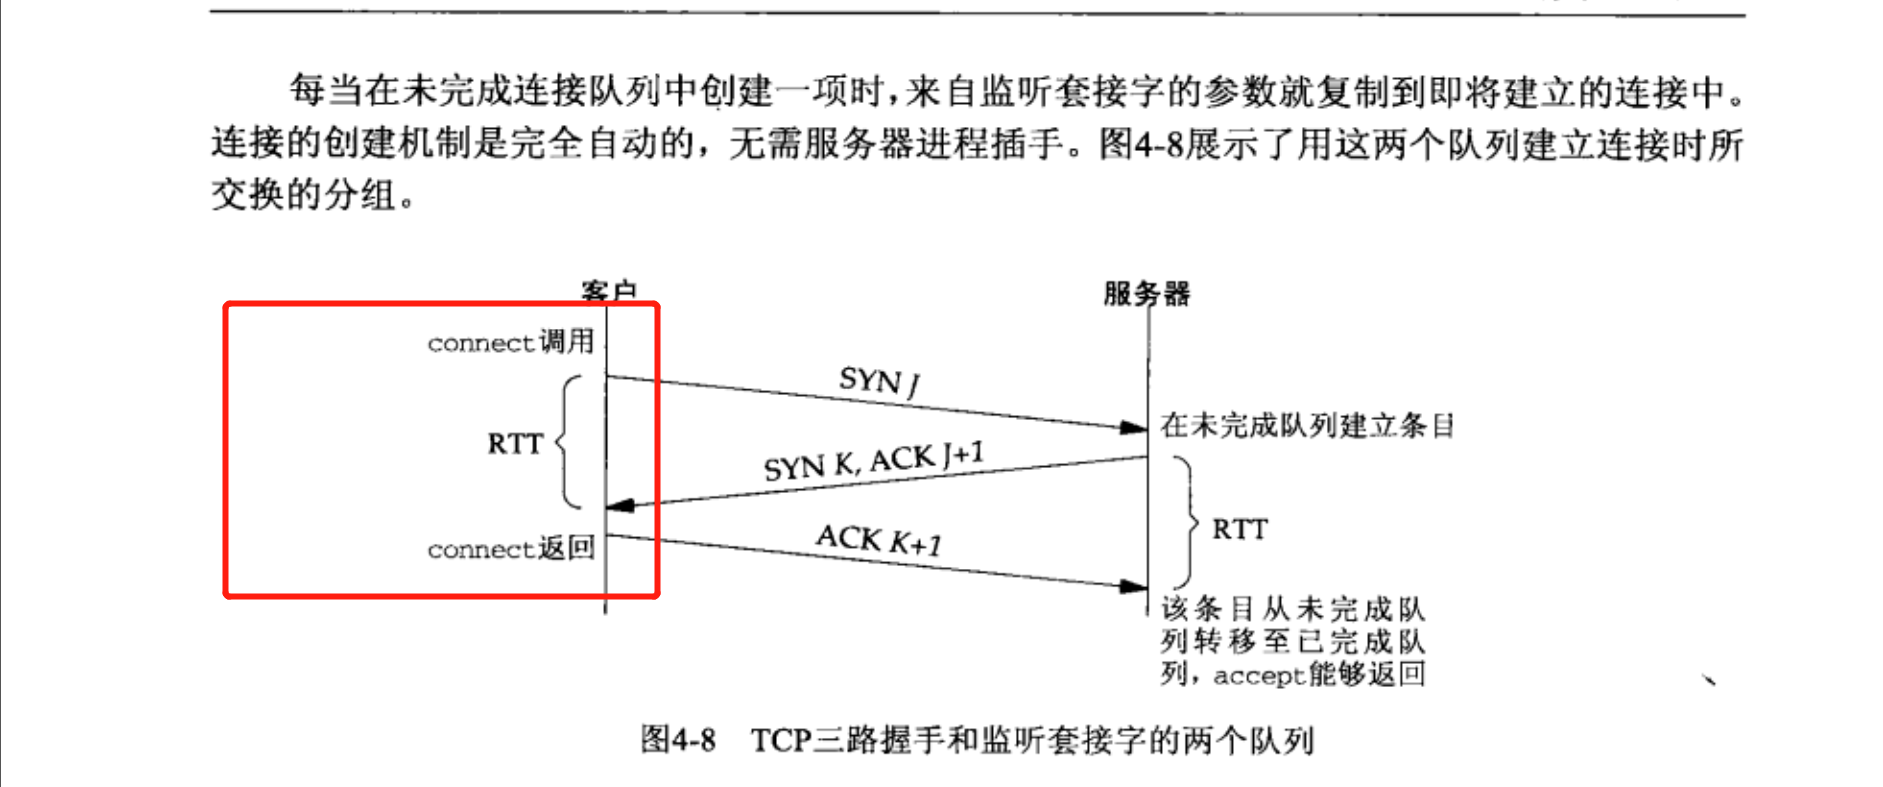 每当在未完成连接队列中创建一项时，来自监听套接字的参数就复制到即将建立的连接中。
连接的创建机制是完全自动的，无需服务器进程插手。图4-8展示了用这两个队列建立连接时所
交换的分组。
客户
服务器
connect调用
SYN J
在未完成队列建立条目
RTT
SYN K, ACK J+1
RTT
ACK K+1
connect返回
该条目从未完成队
列转移至已完成队
列，accept能够返回
图4-8 TCP三路握手和监听套接字的两个队列